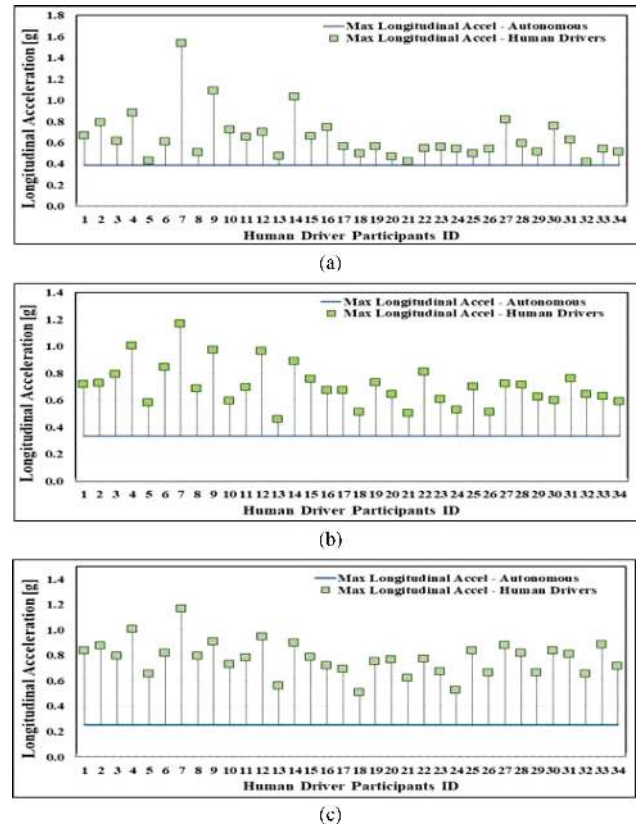 (a)
Longitudinal Acceleration [g]
1.8
1.6
1.4
1.2
1.0
0.8
0.6
0.4
0.2
0.0
Max Longitudinal Accel - Autonomous
Max Longitudinal Accel - Human Drivers
1 2 3 4 5 6 7 8 9 10 11 12 13 14 15 16 17 18 19 20 21 22 23 24 25 26 27 28 29 30 31 32 33 34
Human Driver Participants ID
(b)
Longitudinal Acceleration [g]
1.4
1.2
1.0
0.8
0.6
0.4
0.2
0.0
Max Longitudinal Accel - Autonomous
Max Longitudinal Accel - Human Drivers
1 2 3 4 5 6 7 8 9 10 11 12 13 14 15 16 17 18 19 20 21 22 23 24 25 26 27 28 29 30 31 32 33 34
Human Driver Participants ID
(c)
Longitudinal Acceleration [g]
1.4
1.2
1.0
0.8
0.6
0.4
0.2
0.0
Max Longitudinal Accel - Autonomous
Max Longitudinal Accel - Human Drivers
1 2 3 4 5 6 7 8 9 10 11 12 13 14 15 16 17 18 19 20 21 22 23 24 25 26 27 28 29 30 31 32 33 34
Human Driver Participants ID